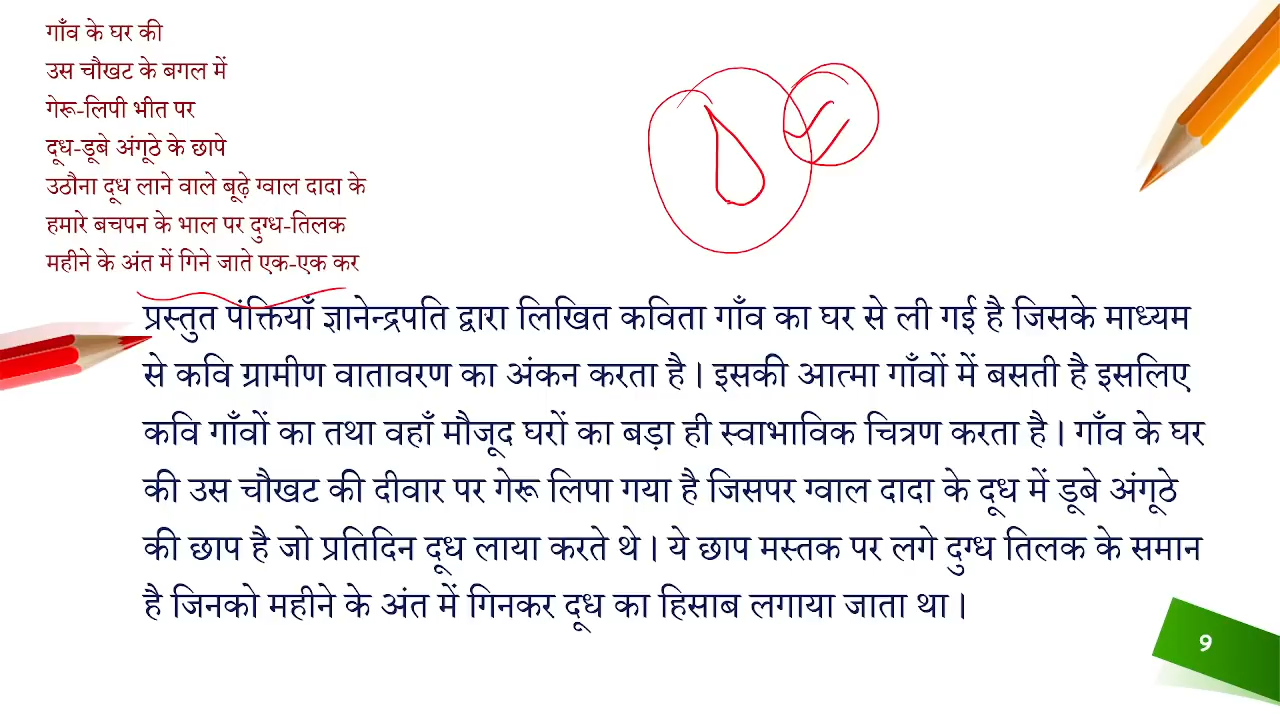 गाँव के घर की
उस चौखट के बगल में
गेरू-लिपी भीत पर
दूध-डूबे अंगूठे के छापे
उठौना दूध लाने वाले बूढ़े ग्वाल दादा के
हमारे बचपन के भाल पर दुग्ध-तिलक
महीने के अंत में गिने जाते एक-एक कर
प्रस्तुत पंक्तियाँ ज्ञानेन्द्रपति द्वारा लिखित कविता गाँव का घर से ली गई है जिसके माध्यम
से कवि ग्रामीण वातावरण का अंकन करता है। इसकी आत्मा गाँवों में बसती है इसलिए
कवि गाँवों का तथा वहाँ मौजूद घरों का बड़ा ही स्वाभाविक चित्रण करता है। गाँव के घर
की उस चौखट की दीवार पर गेरू लिपा गया है जिसपर ग्वाल दादा के दूध में डूबे अंगूठे
की छाप है जो प्रतिदिन दूध लाया करते थे। ये छाप मस्तक पर लगे दुग्ध तिलक के समान
है जिनको महीने के अंत में गिनकर दूध का हिसाब लगाया जाता था।
9